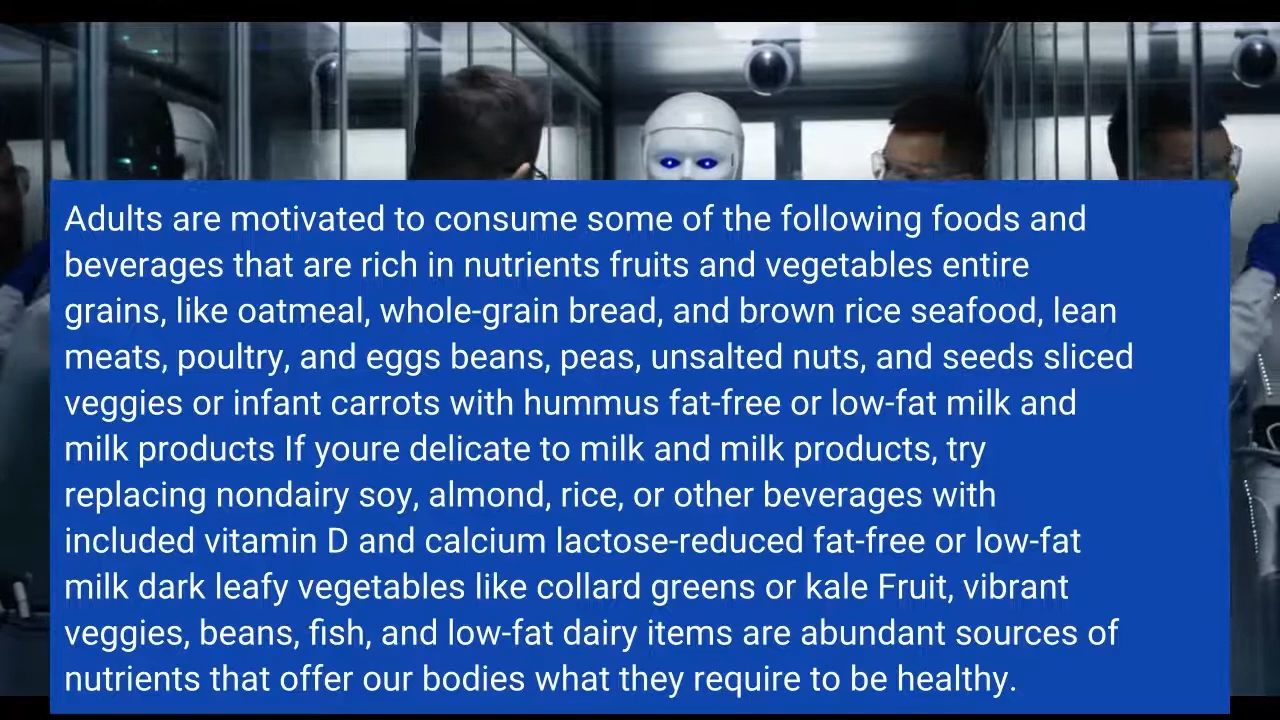 Adults are motivated to consume some of the following foods and
beverages that are rich in nutrients fruits and vegetables entire
grains, like oatmeal, whole-grain bread, and brown rice seafood, lean
meats, poultry, and eggs beans, peas, unsalted nuts, and seeds sliced
veggies or infant carrots with hummus fat-free or low-fat milk and
milk products If youre delicate to milk and milk products, try
replacing nondairy soy, almond, rice, or other beverages with
included vitamin D and calcium lactose-reduced fat-free or low-fat
milk dark leafy vegetables like collard greens or kale Fruit, vibrant
veggies, beans, fish, and low-fat dairy items are abundant sources of
nutrients that offer our bodies what they require to be healthy.